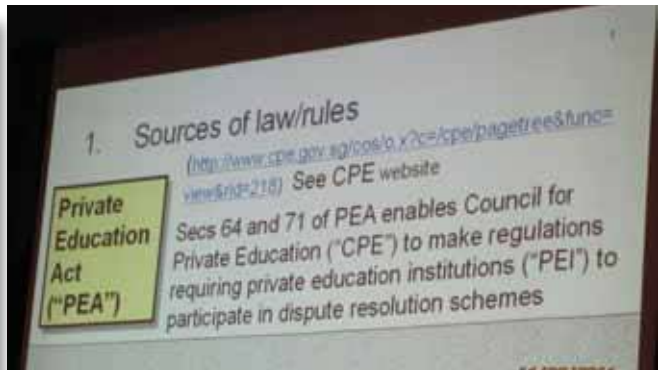 1. Sources of law/rules
(http://www.cpe.gov.sg/cos/o.x?c=/cpe/pagetree&func=
view&rid=218) See CPE website
Private
Education
Act
("PEA")
Secs 64 and 71 of PEA enables Council for
Private Education ("CPE") to make regulations
requiring private education institutions ("PEI") to
participate in dispute resolution schemes